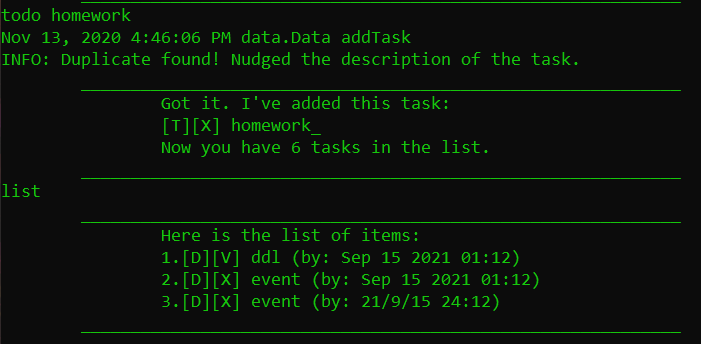 todo homework
Nov 13, 2020 4:46:06 PM data.Data addTask
INFO: Duplicate found! Nudged the description of the task.
Got it. I've added this task:
[T][X] homework_
Now you have 6 tasks in the list.
list
Here is the list of items:
1.[D][V] ddl (by: Sep 15 2021 01:12)
2.[D][X] event (by: Sep 15 2021 01:12)
3.[D][X] event (by: 21/9/15 24:12)